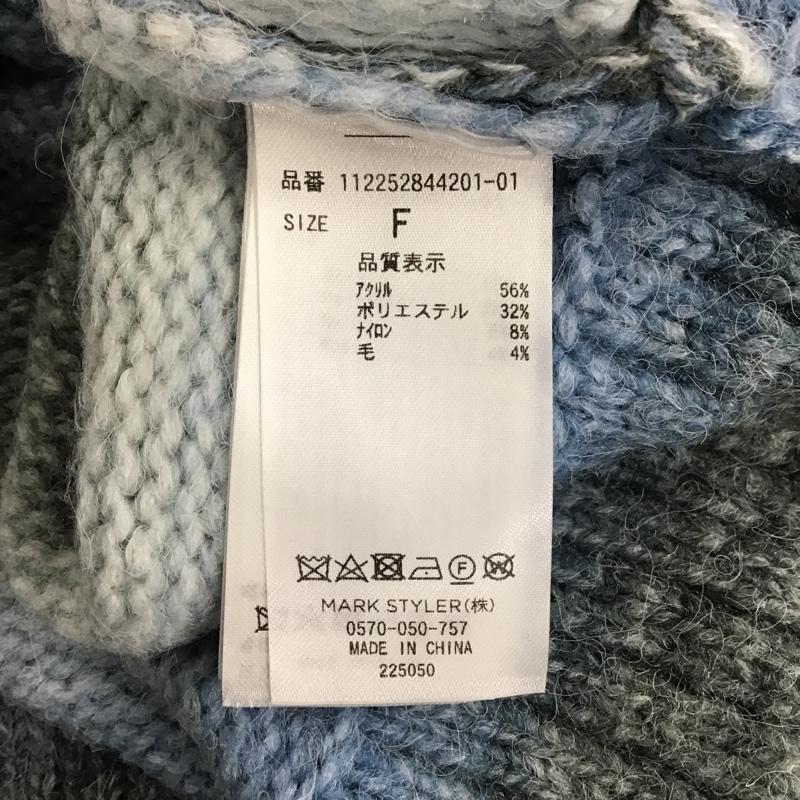 品番 112252844201-01
SIZE F
品質表示
アクリル 56%
ポリエステル 32%
ナイロン 8%
毛 4%
F W
MARK STYLER(株)
0570-050-757
MADE IN CHINA
225050